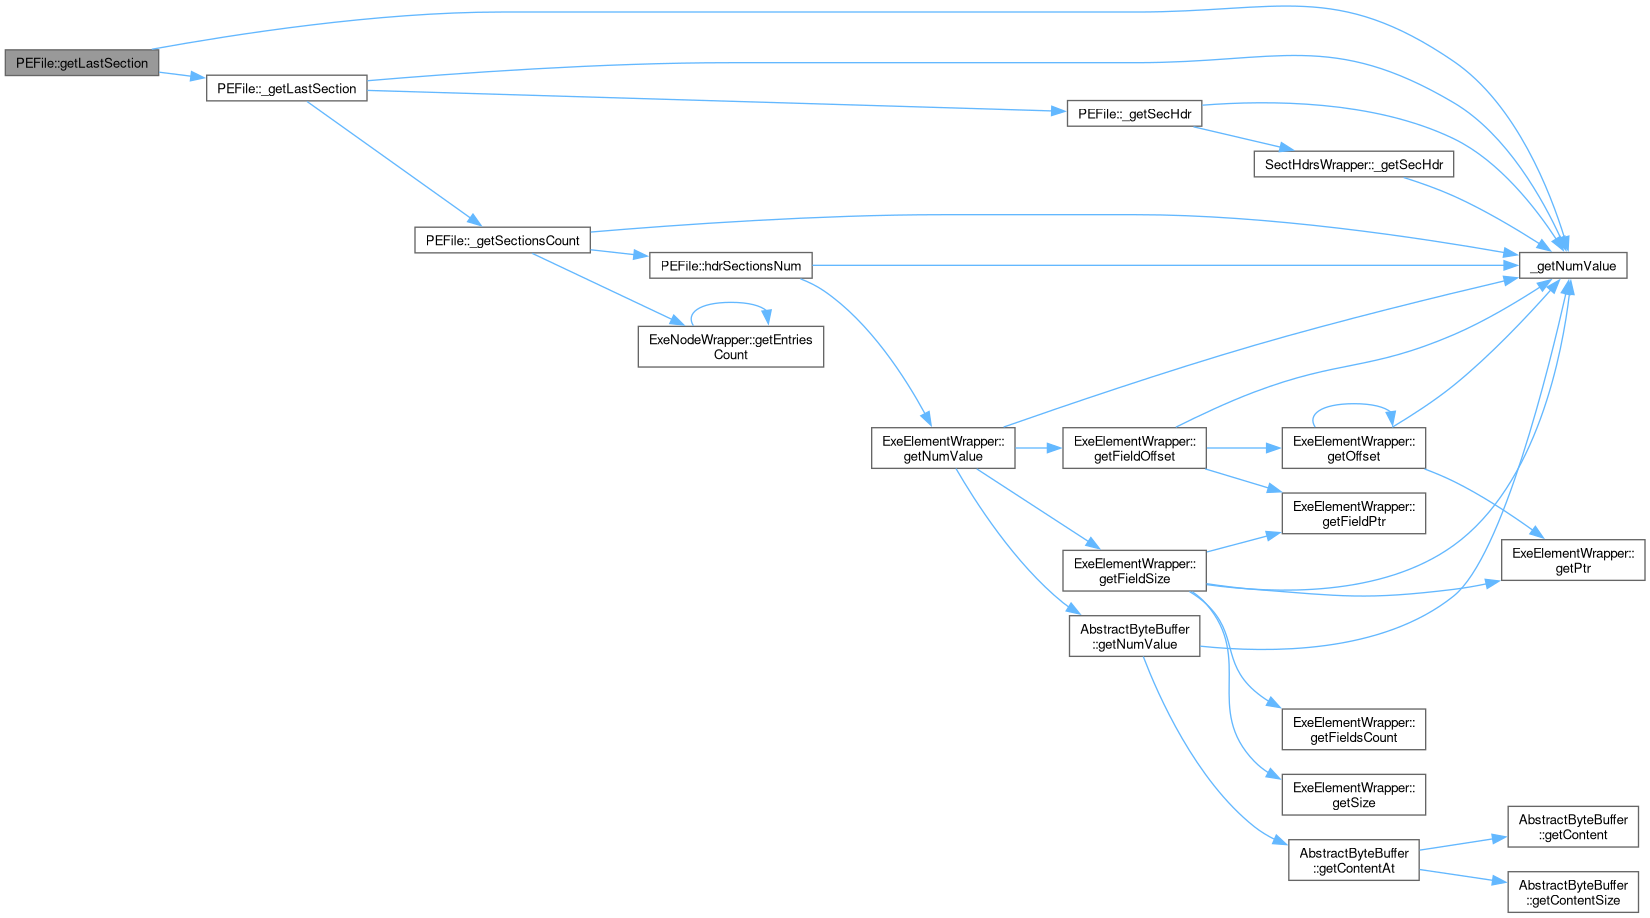 PEFile::getLastSection
PEFile::_getLastSection
PEFile::_getSecHdr
SectHdrsWrapper::_getSecHdr
PEFile::_getSectionsCount
PEFile::hdrSectionsNum
_getNumValue
ExeNodeWrapper::getEntries
Count
ExeElementWrapper::
getNumValue
ExeElementWrapper::
getFieldOffset
ExeElementWrapper::
getOffset
ExeElementWrapper::
getFieldPtr
ExeElementWrapper::
getPtr
ExeElementWrapper::
getFieldSize
AbstractByteBuffer
::getNumValue
ExeElementWrapper::
getFieldsCount
ExeElementWrapper::
getSize
AbstractByteBuffer
::getContent
AbstractByteBuffer
::getContentAt
AbstractByteBuffer
::getContentSize